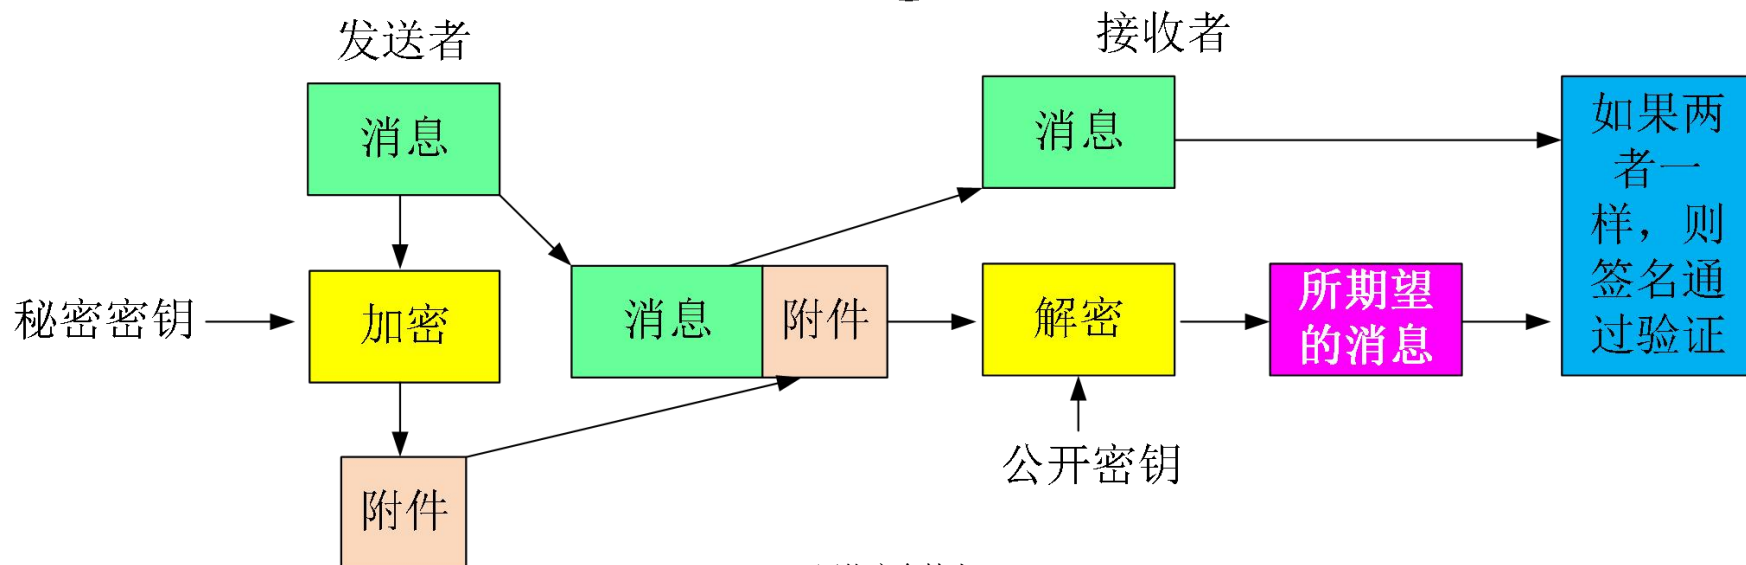 发送者
接收者
消息
消息
如果两
者一
样，则
签名通
过验证
秘密密钥
加密
消息
附件
解密
所期望
的消息
公开密钥
附件